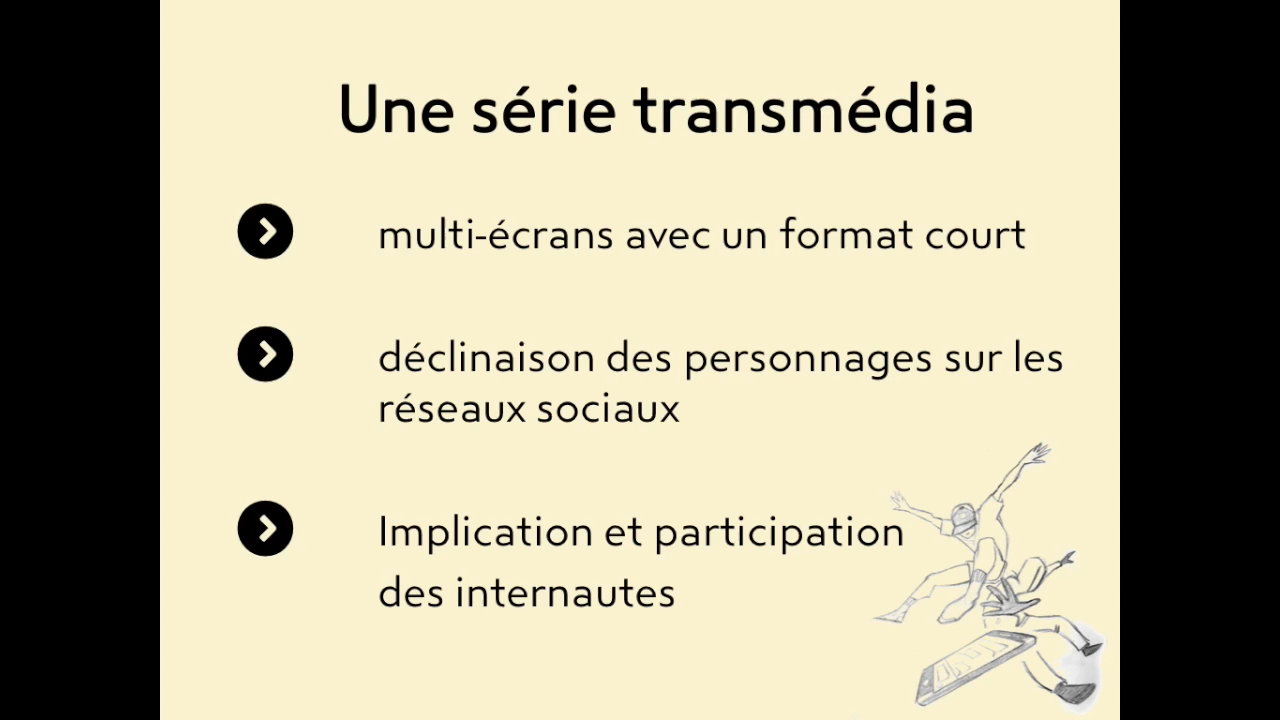 Une série transmédia
multi-écrans avec un format court
déclinaison des personnages sur les
réseaux sociaux
Implication et participation
des internautes